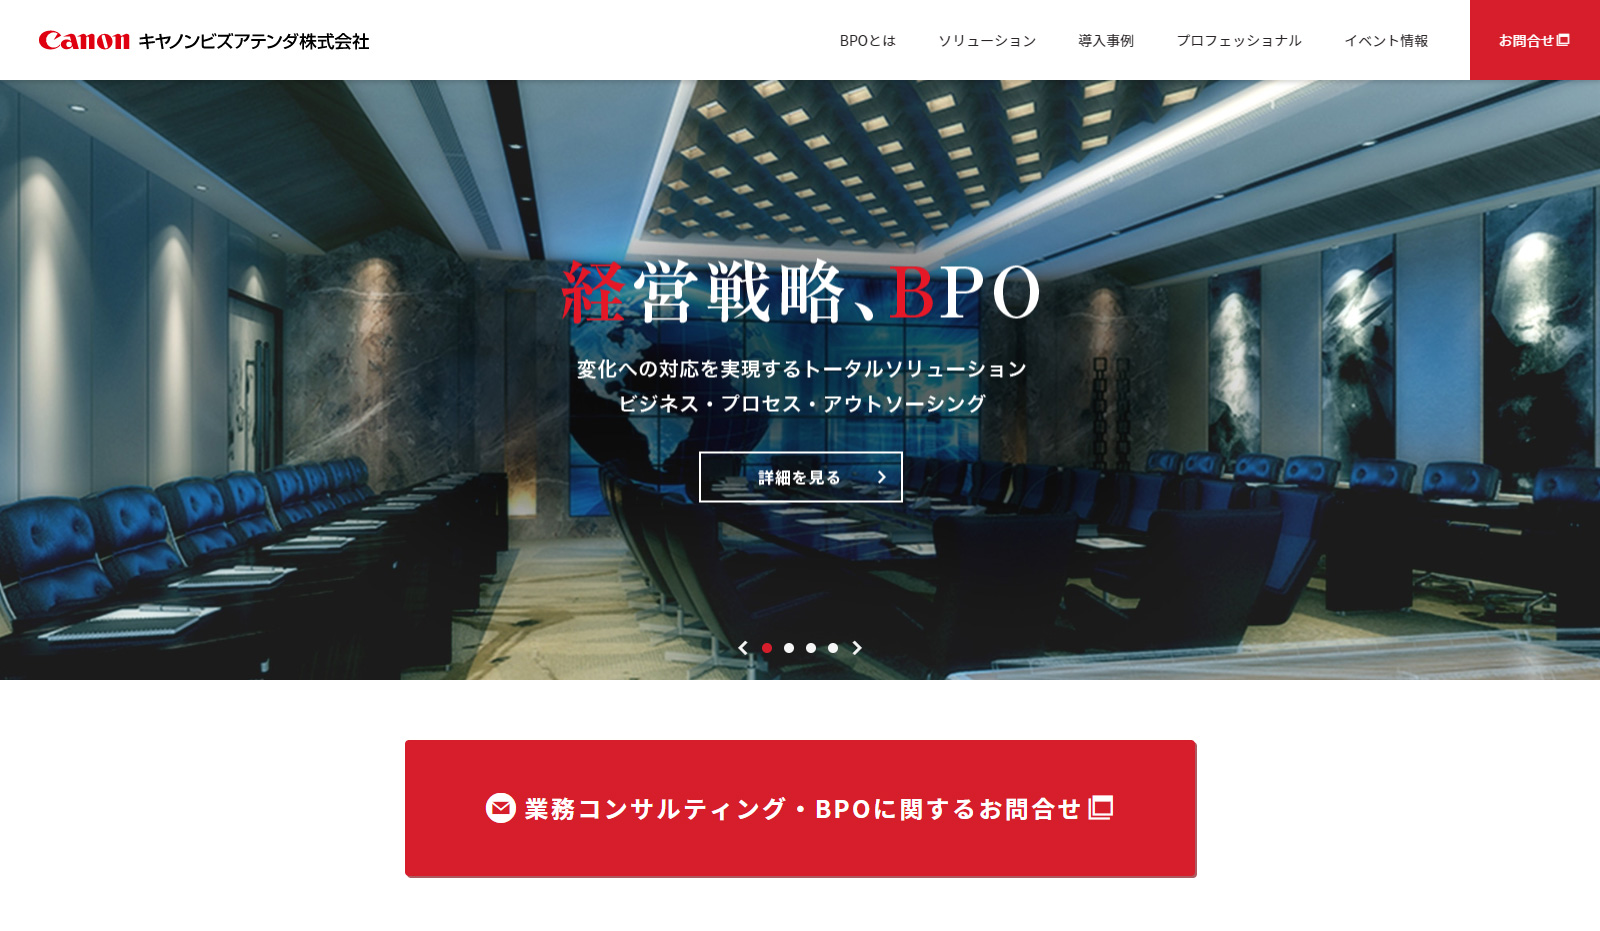 Canon キヤノンビズアテンダ株式会社
BPOとは
ソリューション
導入事例
プロフェッショナル
イベント情報
お問合せ
経営戦略、BPO
変化への対応を実現するトータルソリューション
ビジネス・プロセス・アウトソーシング
詳細を見る
業務コンサルティング・BPOに関するお問合せ